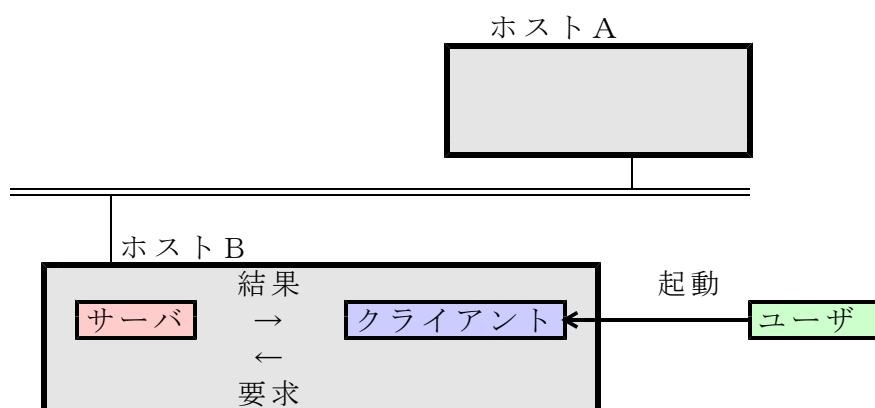 ホストA
ホストB
結果
起動
サーバ
→
クライアント
ユーザ
←
要求